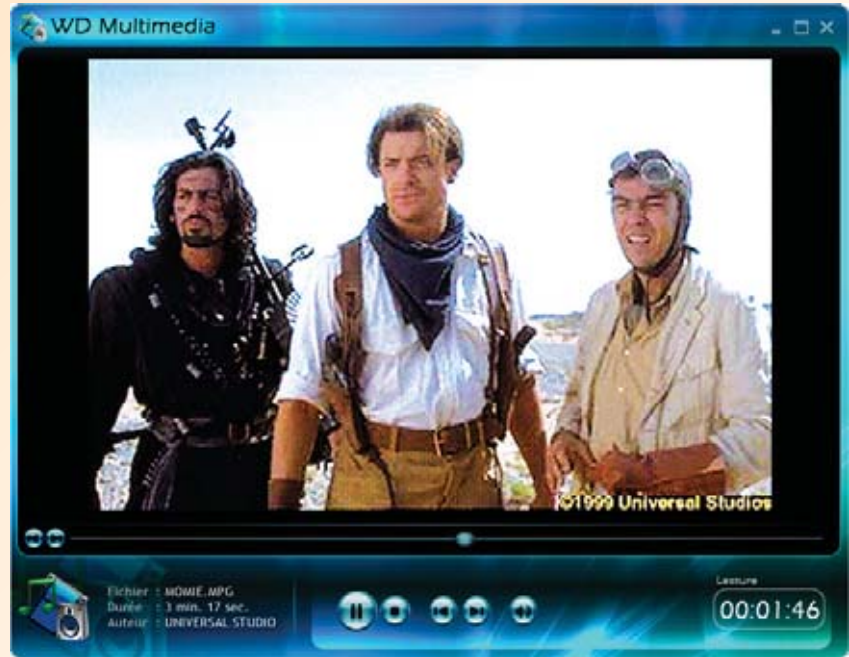 WD Multimedia
©1999 Universal Studios
Fichier : MOMIE.MPG
Durée : 3 min. 17 sec.
Auteur : UNIVERSAL STUDIO
Lecture
00:01:46